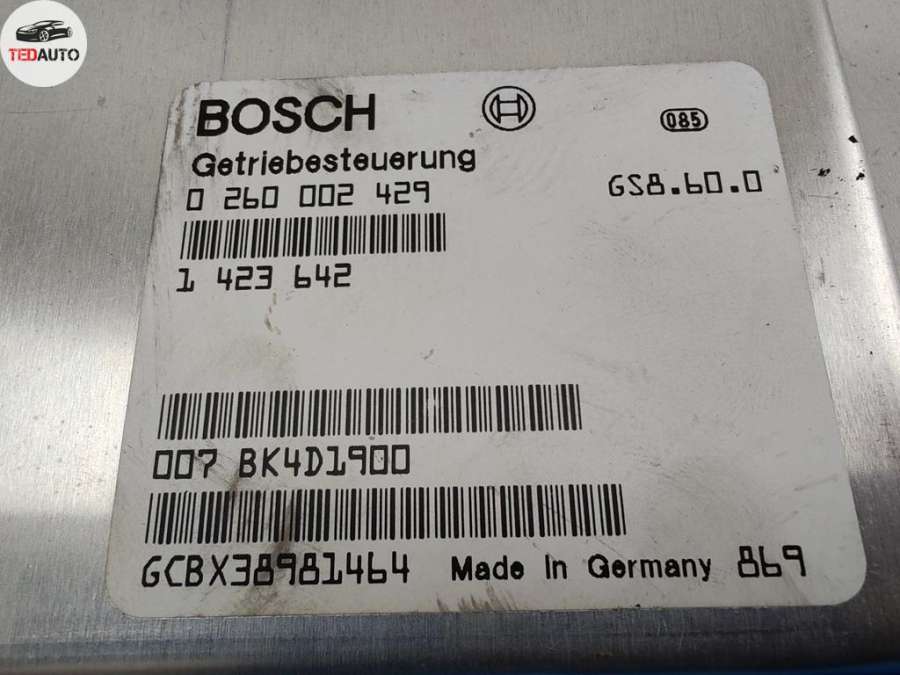 TEDAUTO
BOSCH
085
Getriebesteuerung
0 260 002 429
GS8.60.0
1 423 642
007 BK4D1900
GCBX38981464 Made In Germany 869